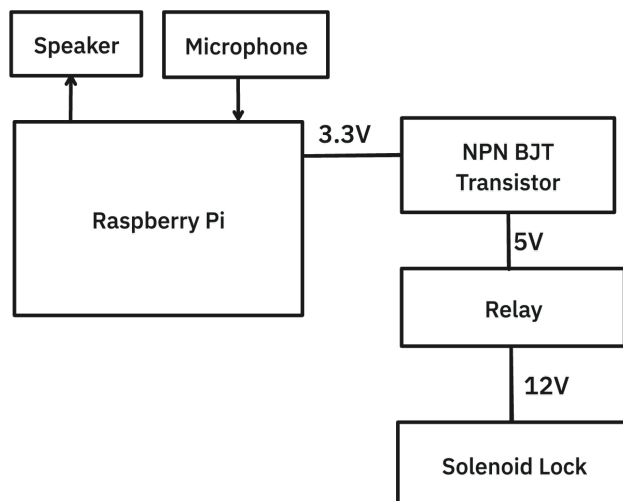 Speaker
Microphone
3.3V
NPN BJT
Transistor
Raspberry Pi
5V
Relay
12V
Solenoid Lock